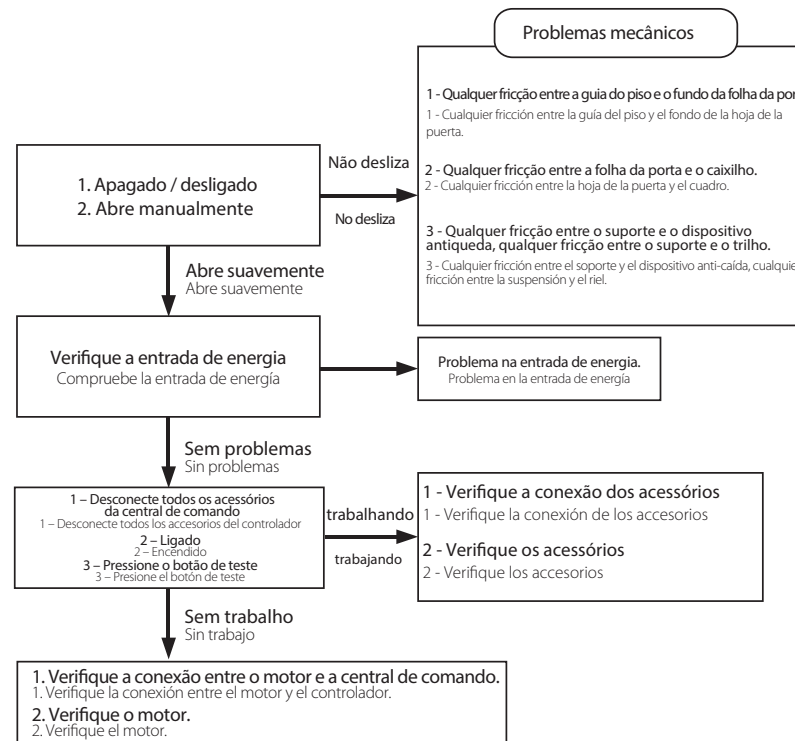 Problemas mecânicos
1 - Qualquer fricção entre a guia do piso e o fundo da folha da por
1 - Cualquier fricción entre la guía del piso y el fondo de la hoja de la
puerta.
2 - Qualquer fricção entre a folha da porta e o caixilho.
2 - Cualquier fricción entre la hoja de la puerta y el cuadro.
3 - Qualquer fricção entre o suporte e o dispositivo
antiqueda, qualquer fricção entre o suporte e o trilho.
3 - Cualquier fricción entre el soporte y el dispositivo anti-caída, cualquie
fricción entre la suspensión y el riel.
1. Apagado / desligado
2. Abre manualmente
Não desliza
No desliza
Abre suavemente
Abre suavemente
Verifique a entrada de energia
Compruebe la entrada de energía
Problema na entrada de energia.
Problema en la entrada de energía
Sem problemas
Sin problemas
1 – Desconecte todos os acessórios
da central de comando
1 – Desconecte todos los accesorios del controlador
2 – Ligado
2 – Encendido
3 – Pressione o botão de teste
3 – Presione el botón de teste
trabalhando
trabajando
1 - Verifique a conexão dos acessórios
1 - Verifique la conexión de los accesorios
2 - Verifique os acessórios
2 - Verifique los accesorios
Sem trabalho
Sin trabajo
1. Verifique a conexão entre o motor e a central de comando.
1. Verifique la conexión entre el motor y el controlador.
2. Verifique o motor.
2. Verifique el motor.